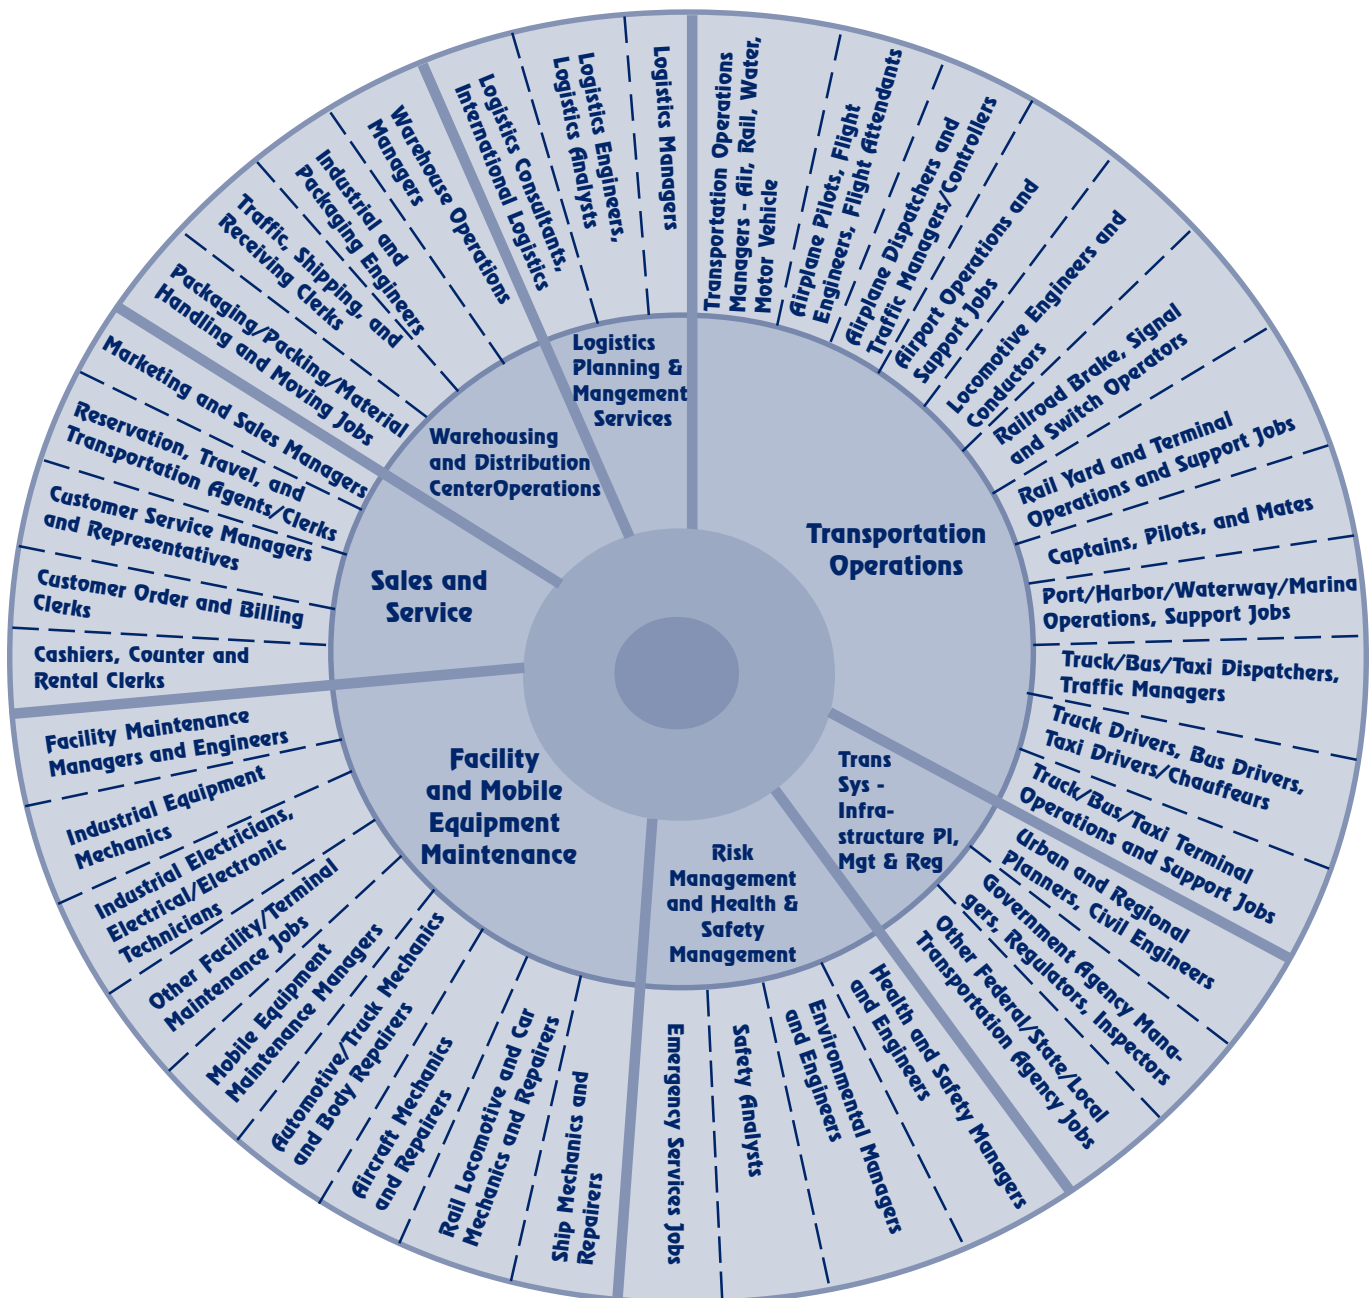 Transportation Operations
Managers - Air, Rail, Water,
Motor Vehicle
Airplane Pilots, Flight
Engineers, Flight Attendants
Airplane Dispatchers and
Traffic Managers/Controllers
Airport Operations and
Support Jobs
Locomotive Engineers and
Conductors
Railroad Brake, Signal
and Switch Operators
Rail Yard and Terminal
Operations and Support Jobs
Captains, Pilots, and Mates
Port/Harbor/Waterway/Marina
Operations, Support Jobs
Truck/Bus/Taxi Dispatchers,
Traffic Managers
Truck Drivers, Bus Drivers,
Taxi Drivers/Chauffeurs
Truck/Bus/Taxi Terminal
Operations and Support Jobs
Urban and Regional
Planners, Civil Engineers
Government Agency Mana-
gers, Regulators, Inspectors
Other Federal/State/Local
Transportation Agency Jobs
Health and Safety Managers
and Engineers
Environmental Managers
and Engineers
Safety Analysts
Emergency Services Jobs
Ship Mechanics and
Repairers
Rail Locomotive and Car
Mechanics and Repairers
Aircraft Mechanics
and Repairers
Automotive/Truck Mechanics
and Body Repairers
Mobile Equipment
Maintenance Managers
Other Facility/Terminal
Maintenance Jobs
Industrial Electricians,
Electrical/Electronic
Technicians
Industrial Equipment
Mechanics
Facility Maintenance
Managers and Engineers
Cashiers, Counter and
Rental Clerks
Customer Order and Billing
Clerks
Customer Service Managers
and Representatives
Reservation, Travel, and
Transportation Agents/Clerks
Marketing and Sales Managers
Packaging/Packing/Material
Handling and Moving Jobs
Traffic, Shipping, and
Receiving Clerks
Industrial and
Packaging Engineers
Warehouse Operations
Managers
Logistics Consultants,
International Logistics
Logistics Engineers,
Logistics Analysts
Logistics Managers
Logistics
Planning &
Mangement
Services
Transportation
Operations
Trans
Sys -
Infra-
structure Pl,
Mgt & Reg
Risk
Management
and Health &
Safety
Management
Facility
and Mobile
Equipment
Maintenance
Sales and
Service
Warehousing
and Distribution
CenterOperations